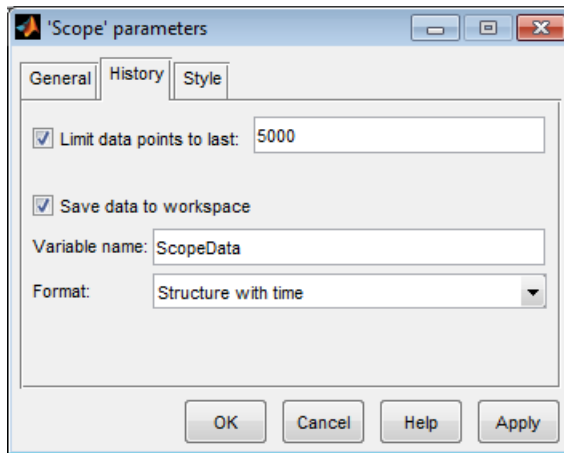 'Scope' parameters
General History Style
Limit data points to last: 5000
Save data to workspace
Variable name: ScopeData
Format: Structure with time
OK Cancel Help Apply